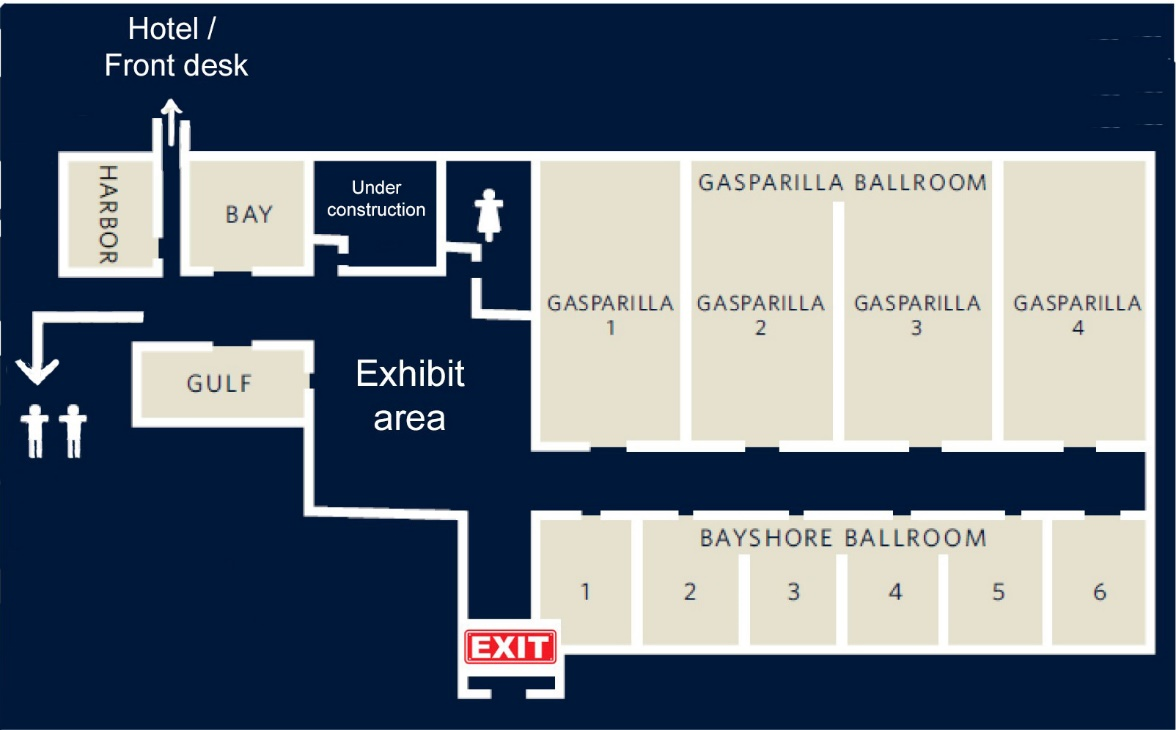 Hotel /
Front desk
HARBOR
BAY
Under
construction
GASPARILLA BALLROOM
GASPARILLA
1
GASPARILLA
2
GASPARILLA
3
GASPARILLA
4
GULF
Exhibit
area
BAYSHORE BALLROOM
1
2
3
4
5
6
EXIT